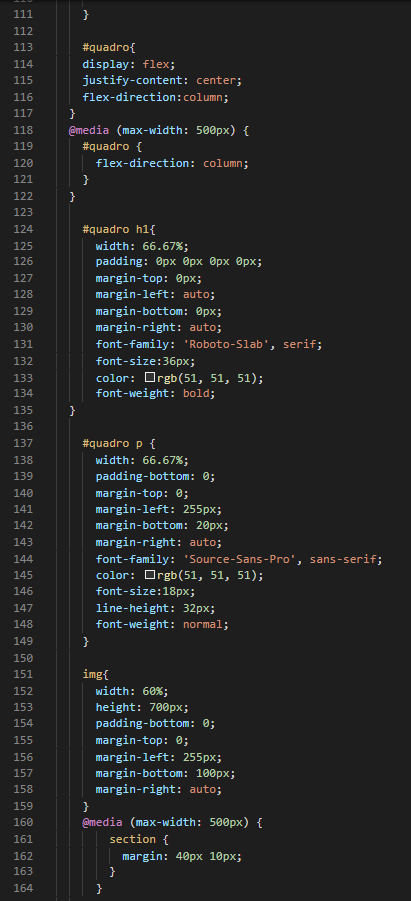 111 }
112
113 #quadro{
114 display: flex;
115 justify-content: center;
116 flex-direction:column;
117 }
118 @media (max-width: 500px) {
119 #quadro {
120 flex-direction: column;
121 }
122 }
123
124 #quadro h1{
125 width: 66.67%;
126 padding: 0px 0px 0px 0px;
127 margin-top: 0px;
128 margin-left: auto;
129 margin-bottom: 0px;
130 margin-right: auto;
131 font-family: 'Roboto-Slab', serif;
132 font-size:36px;
133 color: rgb(51, 51, 51);
134 font-weight: bold;
135 }
136
137 #quadro p {
138 width: 66.67%;
139 padding-bottom: 0;
140 margin-top: 0;
141 margin-left: 255px;
142 margin-bottom: 20px;
143 margin-right: auto;
144 font-family: 'Source-Sans-Pro', sans-serif;
145 color: rgb(51, 51, 51);
146 font-size:18px;
147 line-height: 32px;
148 font-weight: normal;
149 }
150
151 img{
152 width: 60%;
153 height: 700px;
154 padding-bottom: 0;
155 margin-top: 0;
156 margin-left: 255px;
157 margin-bottom: 100px;
158 margin-right: auto;
159 }
160 @media (max-width: 500px) {
161 section {
162 margin: 40px 10px;
163 }
164 }